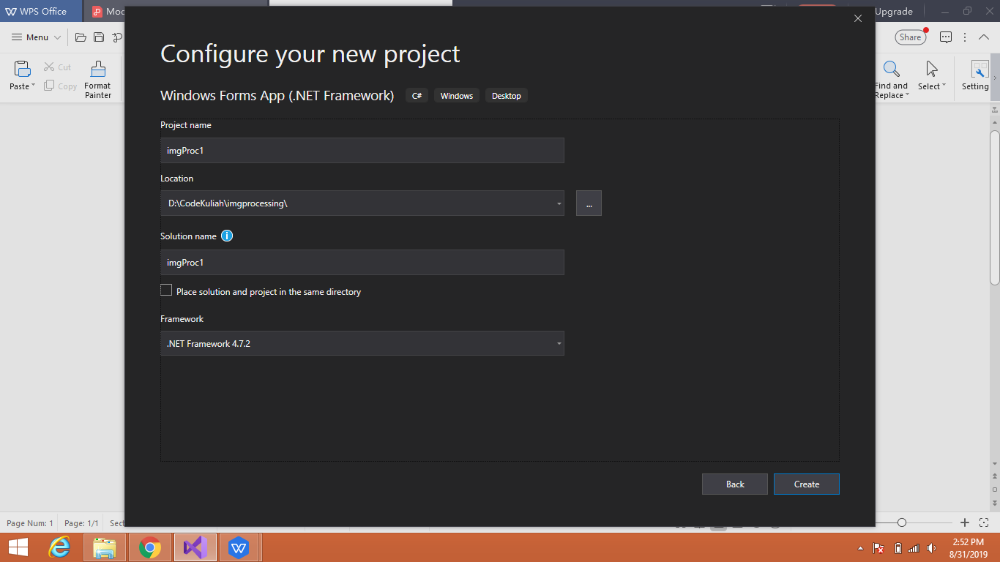 WPS Office
Upgrade
Menu
Share
Paste
Cut
Copy
Format
Painter
Find and
Replace
Select
Setting
Configure your new project
Windows Forms App (.NET Framework) C# Windows Desktop
Project name
imgProc1
Location
D:\CodeKuliah\imgprocessing\
...
Solution name
imgProc1
Place solution and project in the same directory
Framework
.NET Framework 4.7.2
Back Create
Page Num: 1 Page: 1/1
2:52 PM
8/31/2019